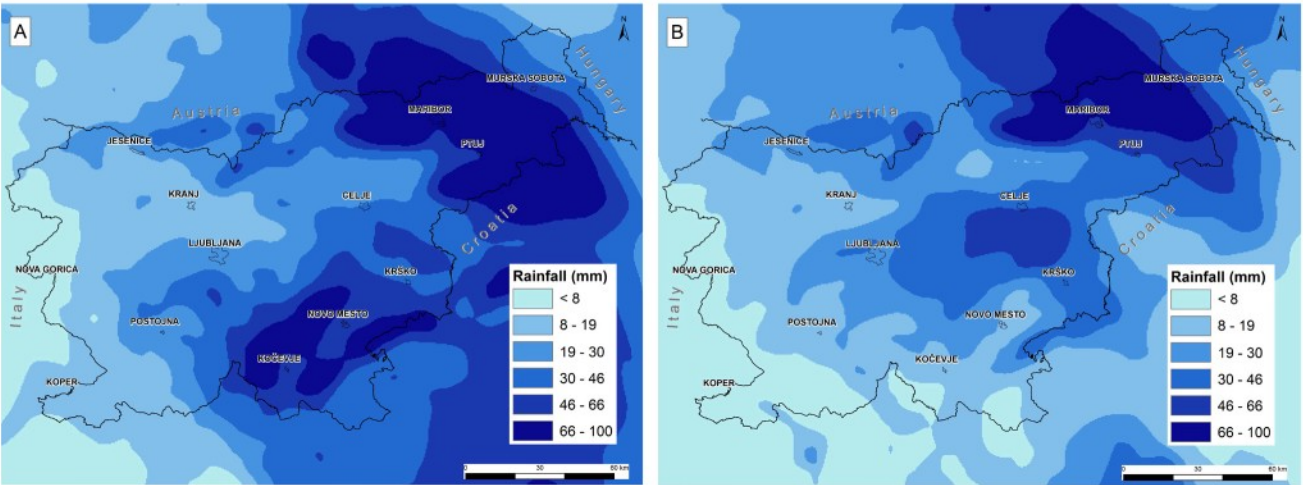 A
N
Hungary
MURSKA SOBOTA
MARIBOR
Austria
JESENICE
PTUJ
KRANJ
CELJE
Croatia
LJUBLJANA
NOVA GORICA
KRŠKO
Italy
POSTOJNA
NOVO MESTO
KOČEVJE
KOPER
Rainfall (mm)
< 8
8 - 19
19 - 30
30 - 46
46 - 66
66 - 100
0 30 60 km
B
N
Hungary
MURSKA SOBOTA
MARIBOR
Austria
JESENICE
PTUJ
KRANJ
CELJE
Croatia
LJUBLJANA
NOVA GORICA
KRŠKO
Italy
POSTOJNA
NOVO MESTO
KOČEVJE
KOPER
Rainfall (mm)
< 8
8 - 19
19 - 30
30 - 46
46 - 66
66 - 100
0 30 60 km